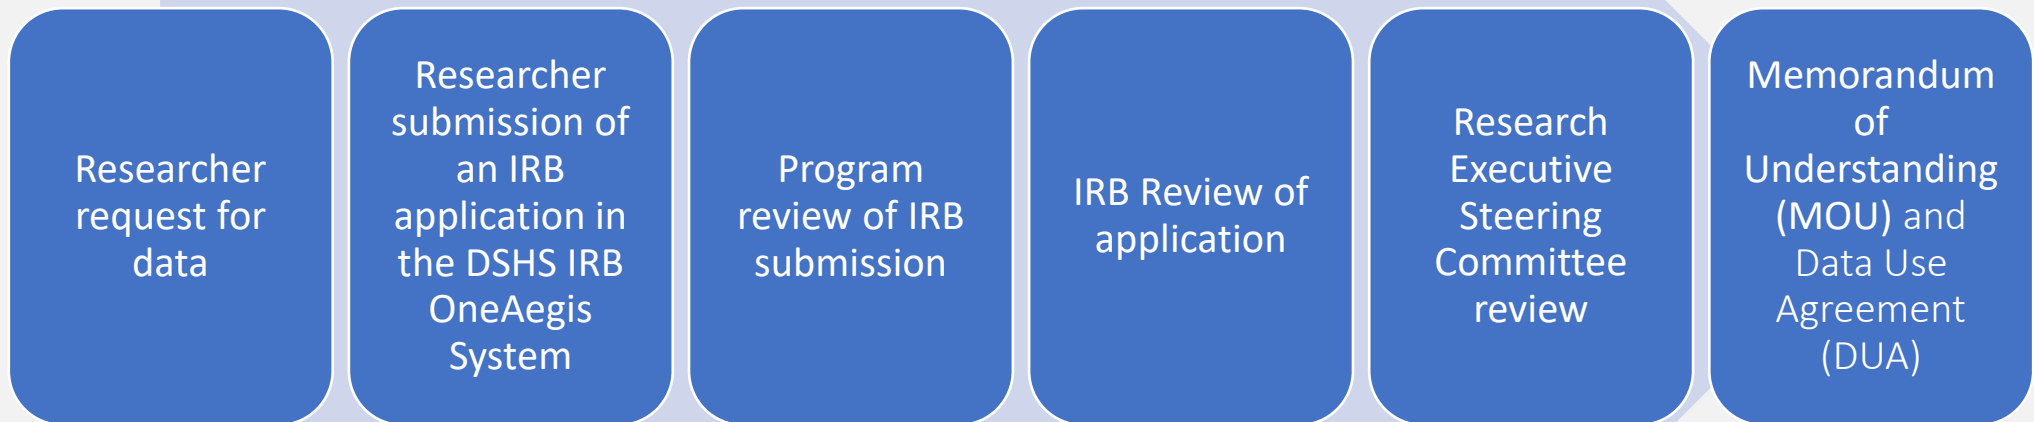 Researcher
request for
data
Researcher
submission of
an IRB
application in
the DSHS IRB
OneAegis
System
Program
review of IRB
submission
IRB Review of
application
Research
Executive
Steering
Committee
review
Memorandum
of
Understanding
(MOU) and
Data Use
Agreement
(DUA)